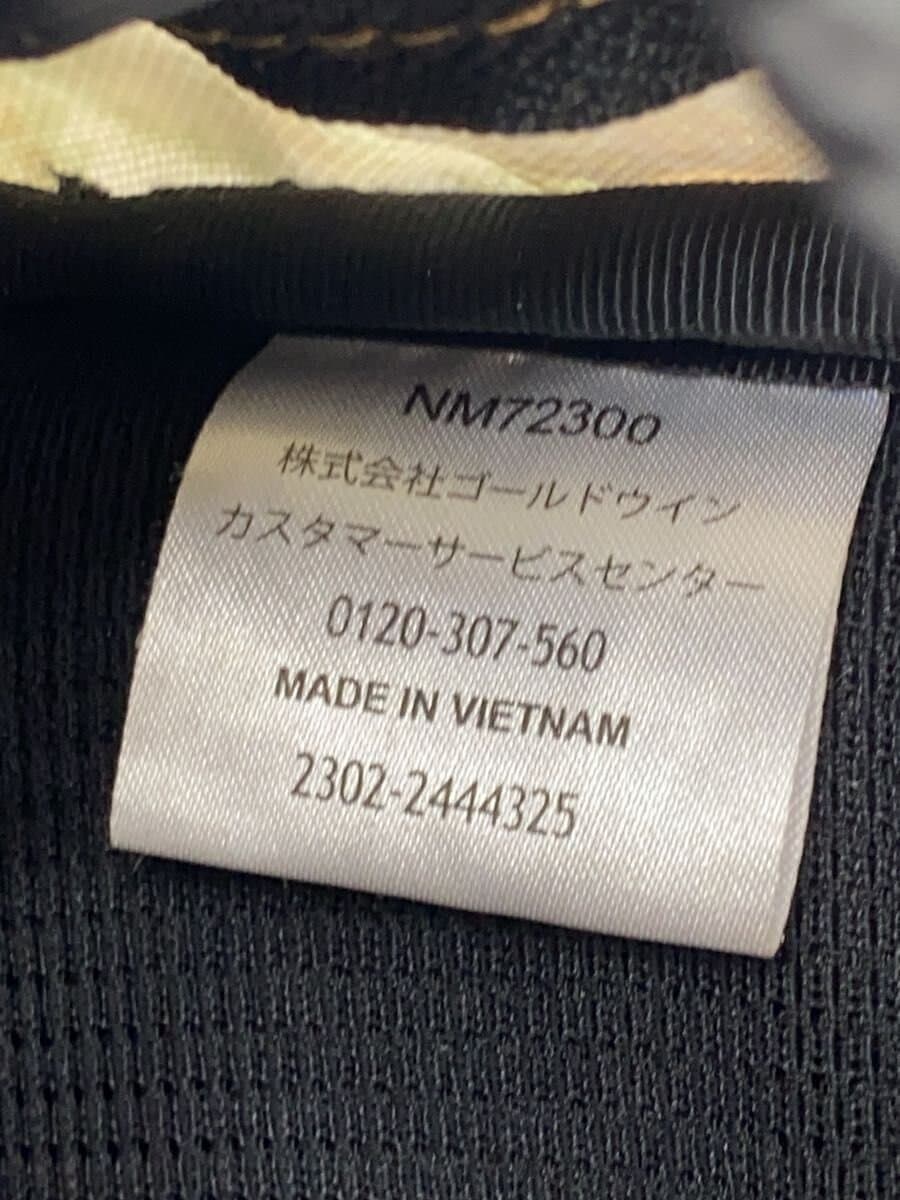 NM72300
株式会社ゴールドウイン
カスタマーサービスセンター
0120-307-560
MADE IN VIETNAM
2302-2444325